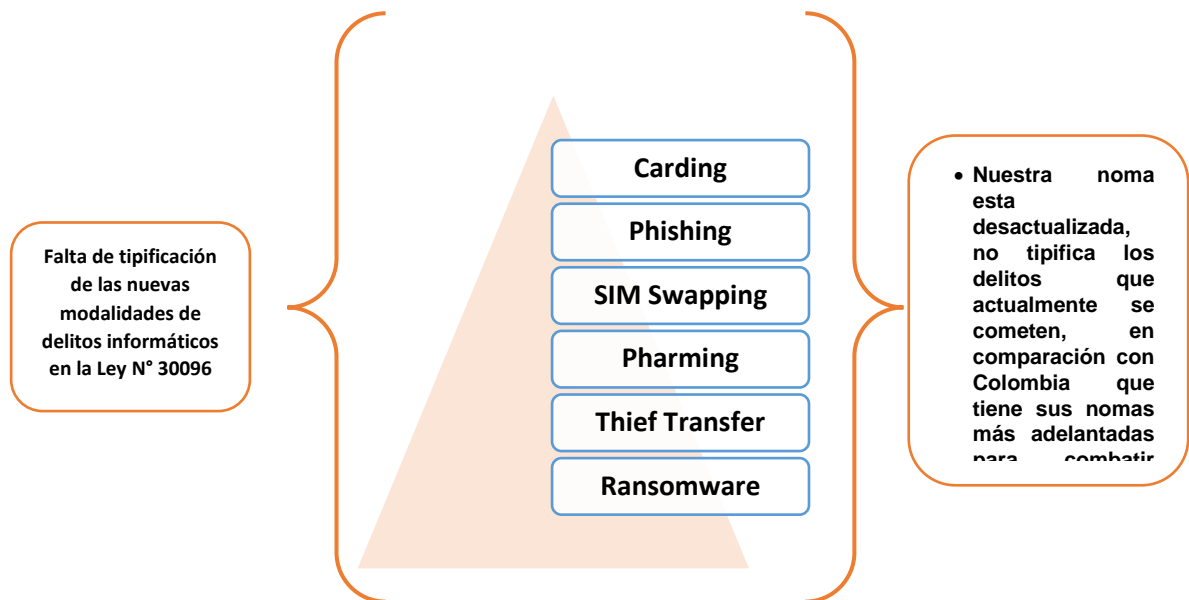 Falta de tipificación
de las nuevas
modalidades de
delitos informáticos
en la Ley N° 30096
Carding
Phishing
SIM Swapping
Pharming
Thief Transfer
Ransomware
• Nuestra noma
esta
desactualizada,
no tipifica los
delitos que
actualmente se
cometen, en
comparación con
Colombia que
tiene sus nomas
más adelantadas
para combatir